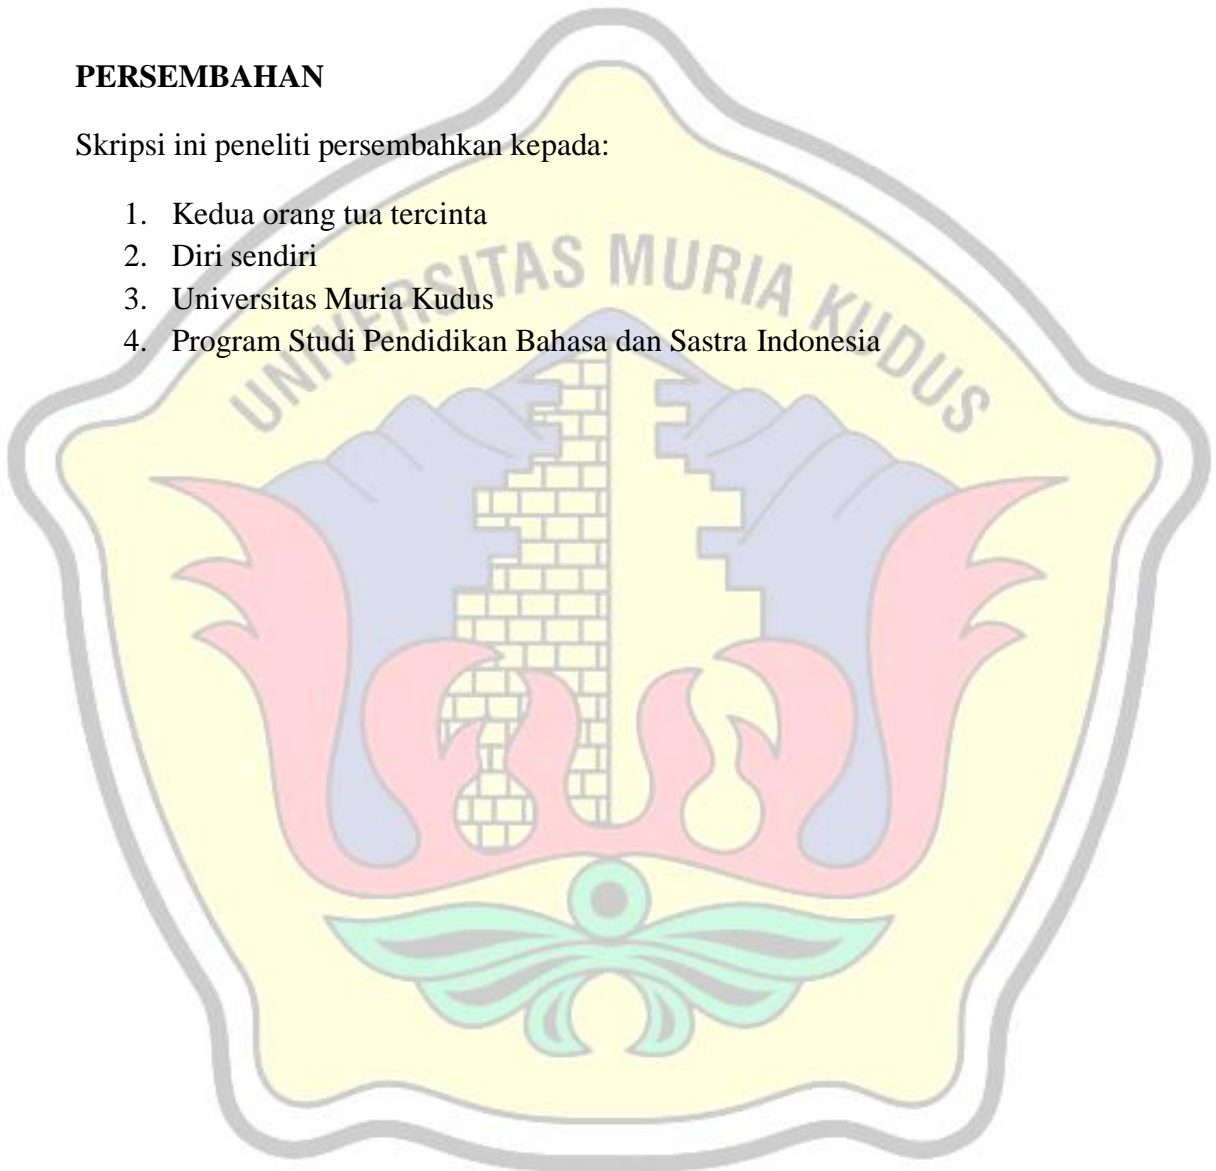 PERSEMBAHAN
Skripsi ini peneliti persembahkan kepada:
1. Kedua orang tua tercinta
2. Diri sendiri
3. Universitas Muria Kudus
4. Program Studi Pendidikan Bahasa dan Sastra Indonesia
UNIVERSITAS MURIA KUDUS